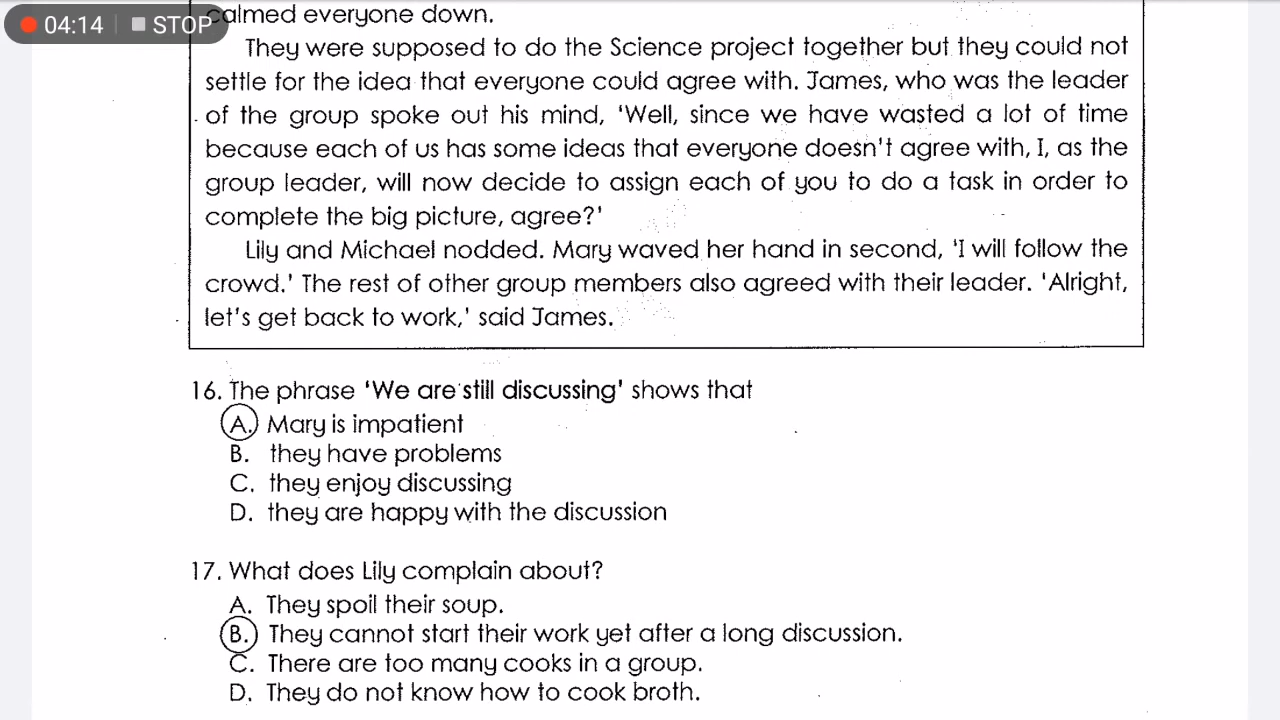 04:14 STOP
calmed everyone down.
They were supposed to do the Science project together but they could not
settle for the idea that everyone could agree with. James, who was the leader
of the group spoke out his mind, 'Well, since we have wasted a lot of time
because each of us has some ideas that everyone doesn't agree with, I, as the
group leader, will now decide to assign each of you to do a task in order to
complete the big picture, agree?'
Lily and Michael nodded. Mary waved her hand in second, 'I will follow the
crowd.' The rest of other group members also agreed with their leader. 'Alright,
let's get back to work,' said James.
16. The phrase 'We are still discussing' shows that
A. Mary is impatient
B. they have problems
C. they enjoy discussing
D. they are happy with the discussion
17. What does Lily complain about?
A. They spoil their soup.
B. They cannot start their work yet after a long discussion.
C. There are too many cooks in a group.
D. They do not know how to cook broth.